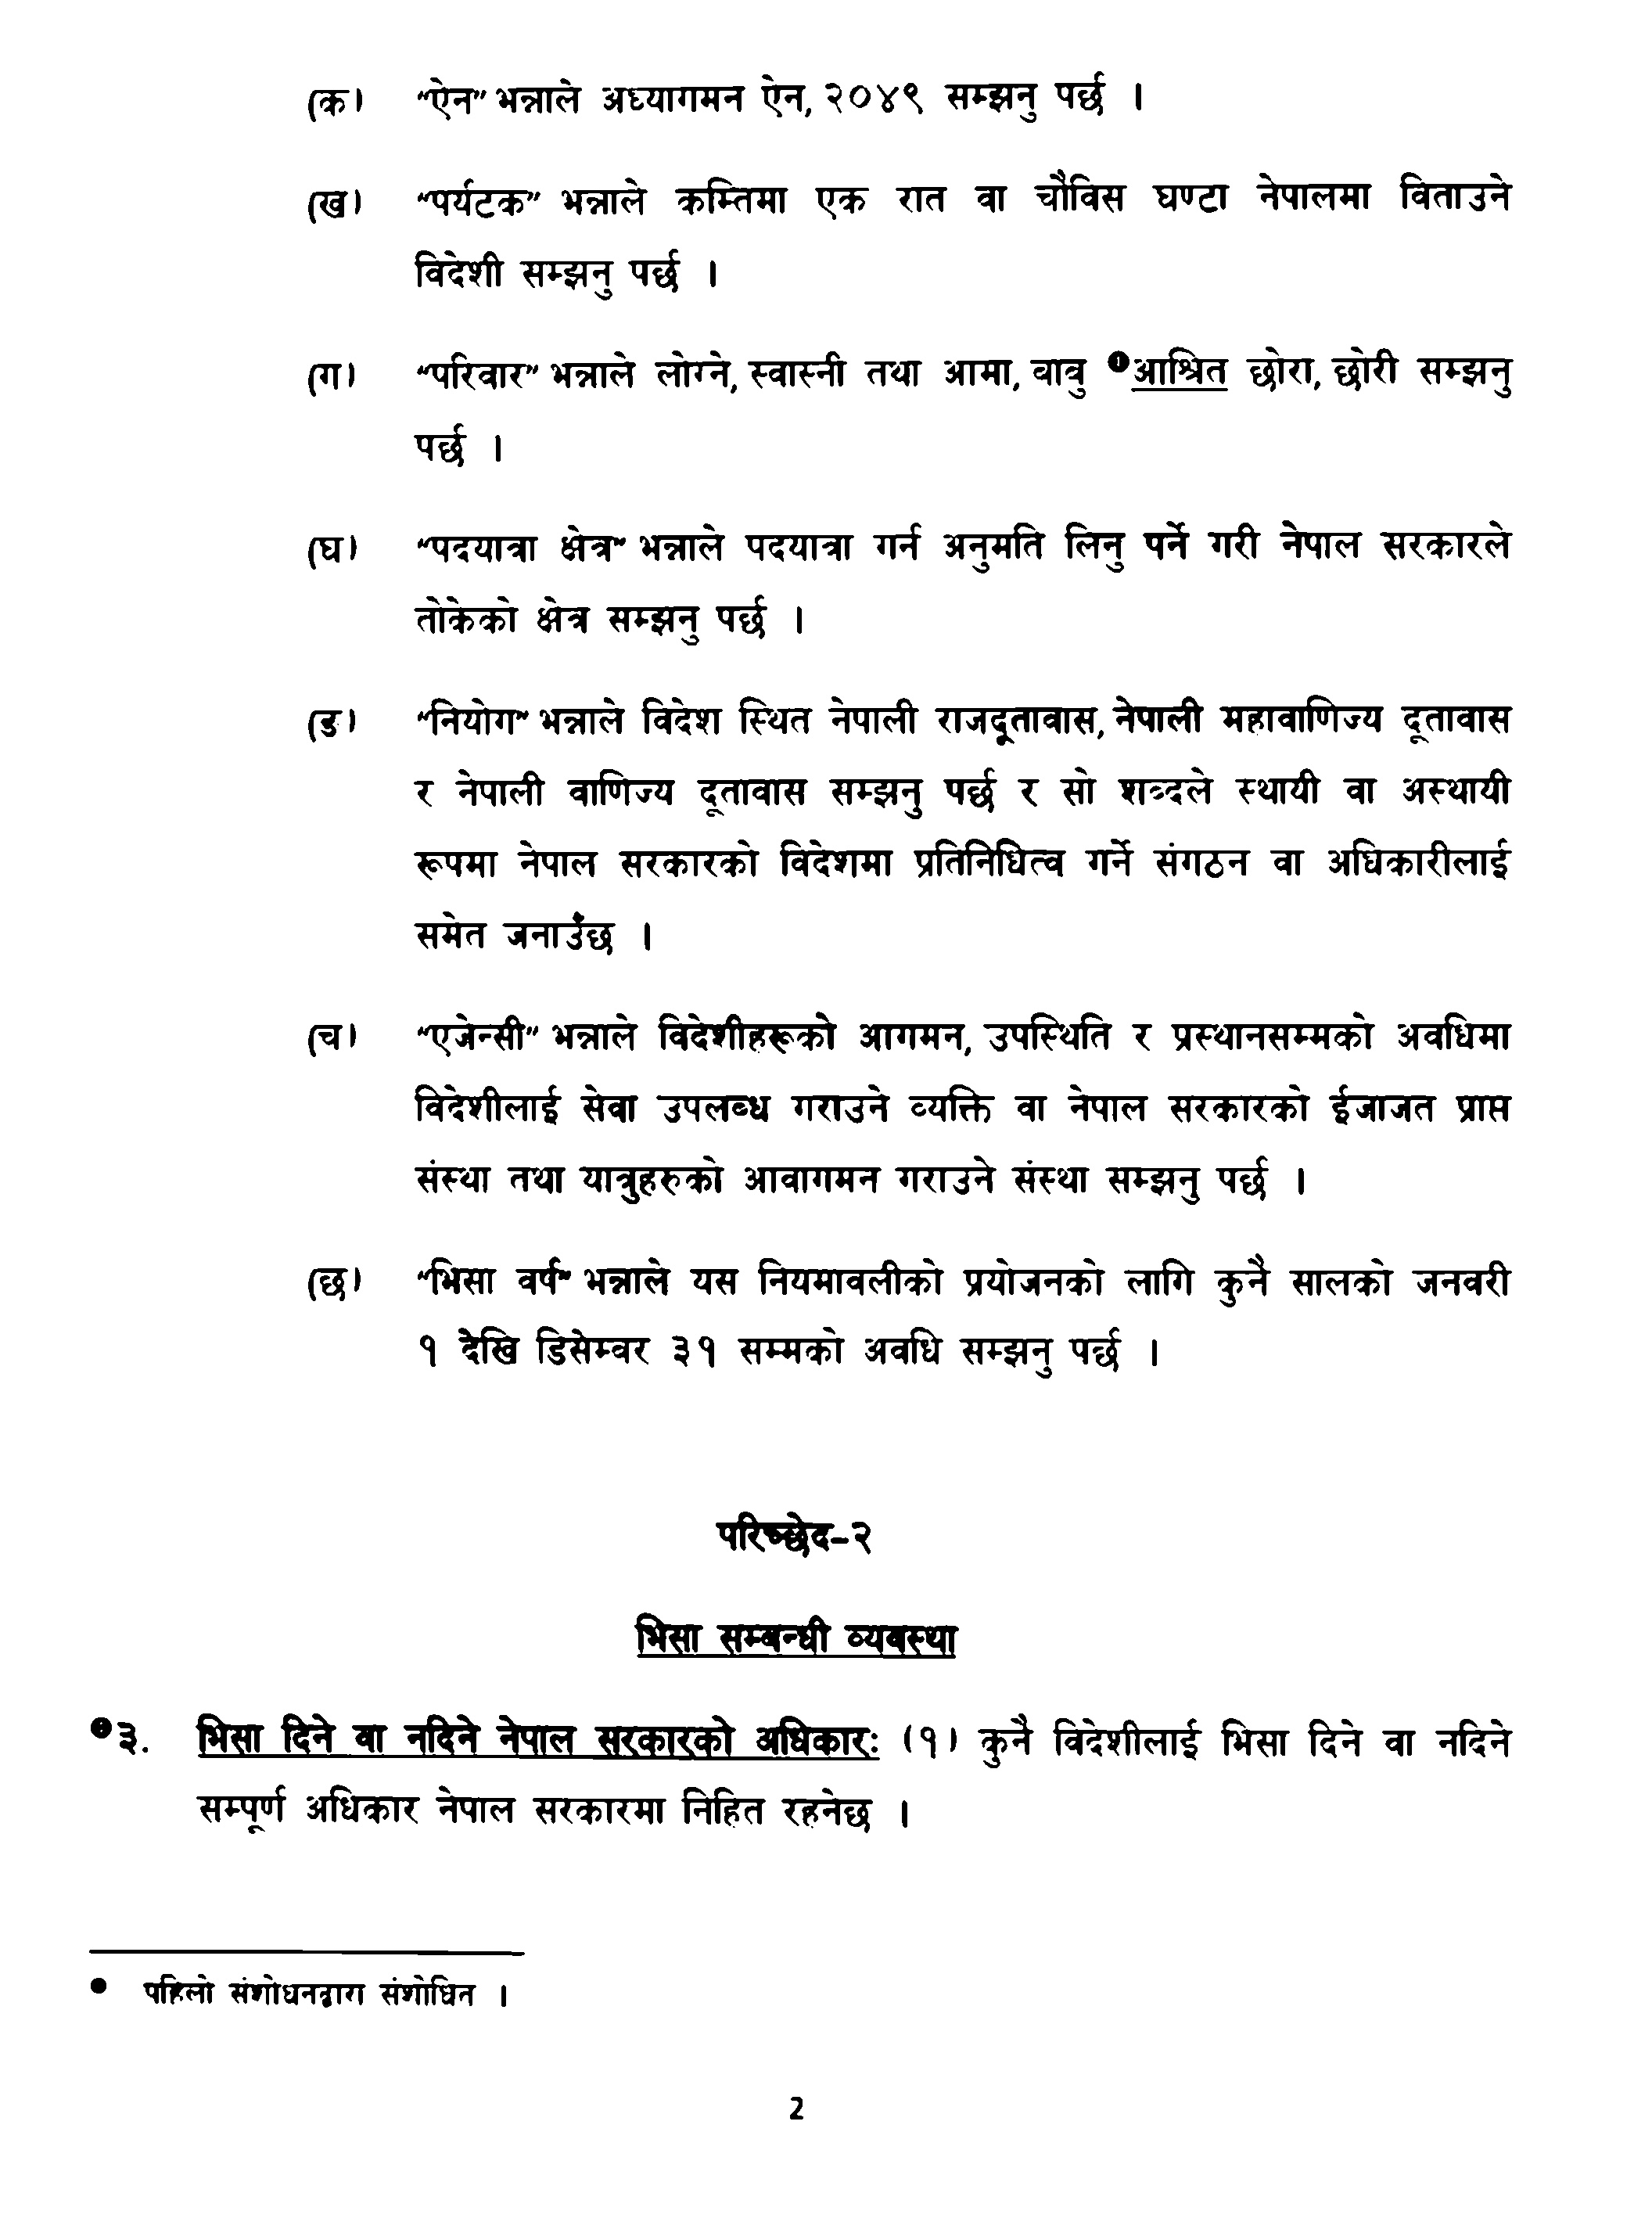 (क) “ऐन” भन्नाले अध्यागमन ऐन, २०४९ सम्झनु पर्छ ।
(ख) “पर्यटक” भन्नाले कम्तिमा एक रात वा चौविस घण्टा नेपालमा विताउने
विदेशी सम्झनु पर्छ ।
(ग) “परिवार” भन्नाले लोग्ने, स्वास्नी तथा आमा, बाबु ●आश्रित छोरा, छोरी सम्झनु
पर्छ ।
(घ) “पदयात्रा क्षेत्र” भन्नाले पदयात्रा गर्न अनुमति लिनु पर्ने गरी नेपाल सरकारले
तोकेको क्षेत्र सम्झनु पर्छ ।
(ङ) “नियोग” भन्नाले विदेश स्थित नेपाली राजदूतावास, नेपाली महावाणिज्य दूतावास
र नेपाली वाणिज्य दूतावास सम्झनु पर्छ र सो शब्दले स्थायी वा अस्थायी
रूपमा नेपाल सरकारको विदेशमा प्रतिनिधित्व गर्ने संगठन वा अधिकारीलाई
समेत जनाउँछ ।
(च) “एजेन्सी” भन्नाले विदेशीहरूको आगमन, उपस्थिति र प्रस्थानसम्मको अवधिमा
विदेशीलाई सेवा उपलब्ध गराउने व्यक्ति वा नेपाल सरकारको ईजाजत प्राप्त
संस्था तथा यात्रुहरुको आवागमन गराउने संस्था सम्झनु पर्छ ।
(छ) “भिसा वर्ष” भन्नाले यस नियमावलीको प्रयोजनको लागि कुनै सालको जनवरी
१ देखि डिसेम्वर ३१ सम्मको अवधि सम्झनु पर्छ ।
परिच्छेद–२
भिसा सम्बन्धी व्यवस्था
●३. भिसा दिने वा नदिने नेपाल सरकारको अधिकारः (१) कुनै विदेशीलाई भिसा दिने वा नदिने
सम्पूर्ण अधिकार नेपाल सरकारमा निहित रहनेछ ।
● पहिलो संशोधनद्वारा संशोधित ।
2